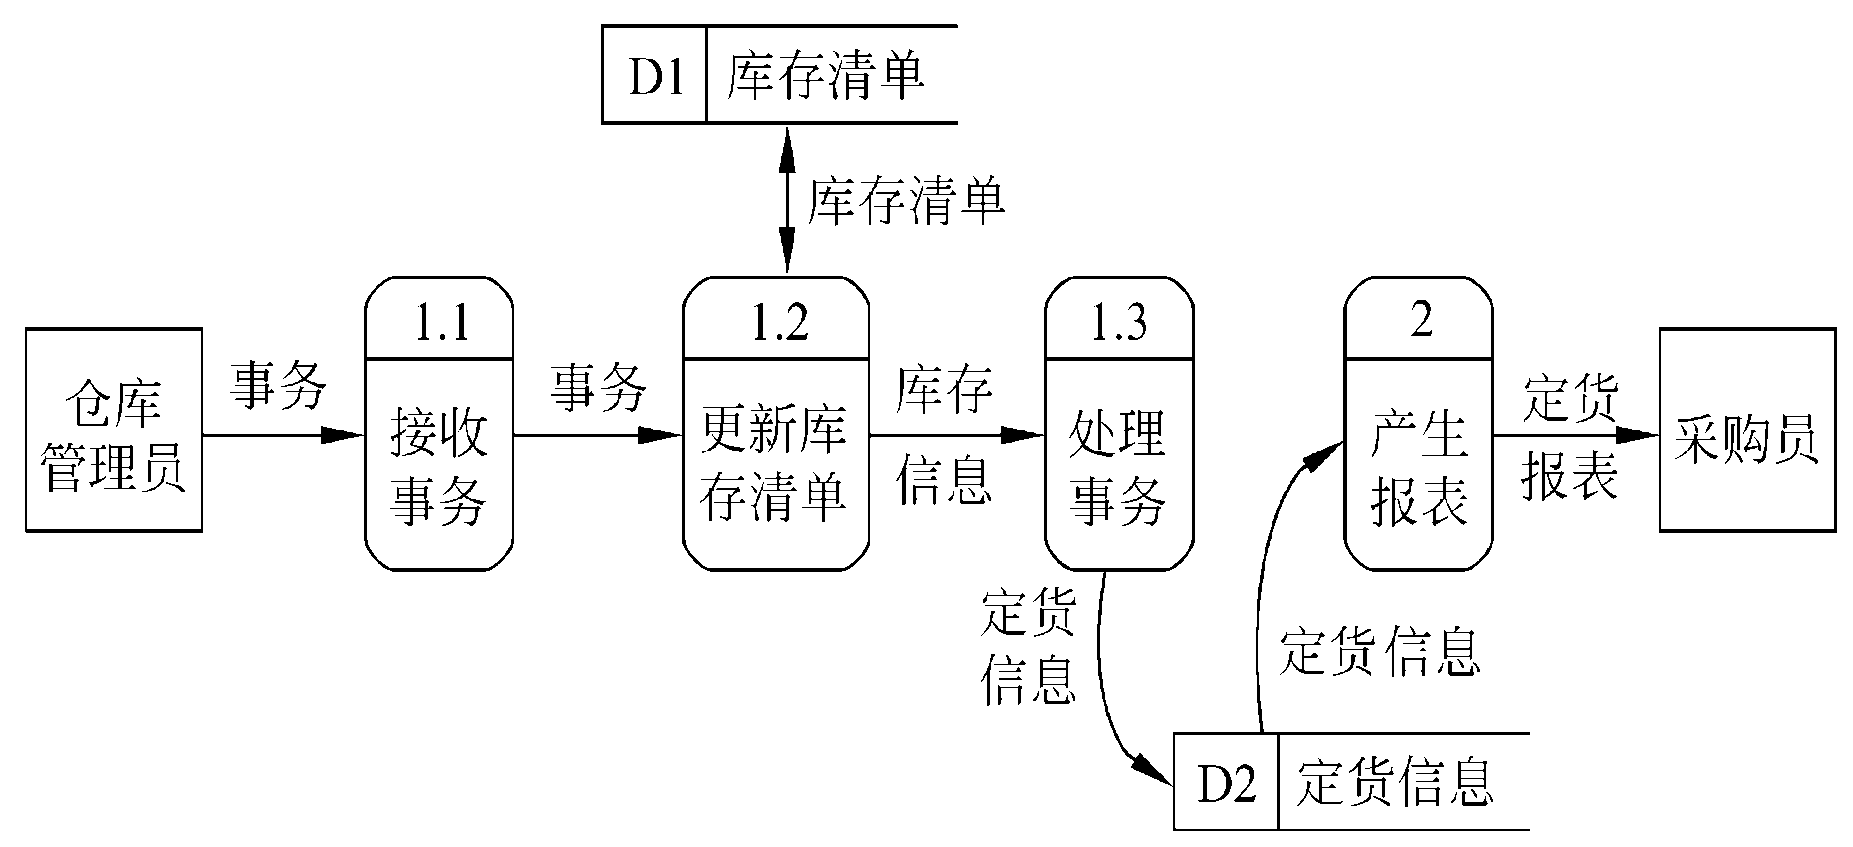 D1 库存清单
库存清单
仓库
管理员
事务
1.1
接收
事务
事务
1.2
更新库
存清单
库存
信息
1.3
处理
事务
2
产生
报表
定货
报表
采购员
定货
信息
定货信息
D2 定货信息